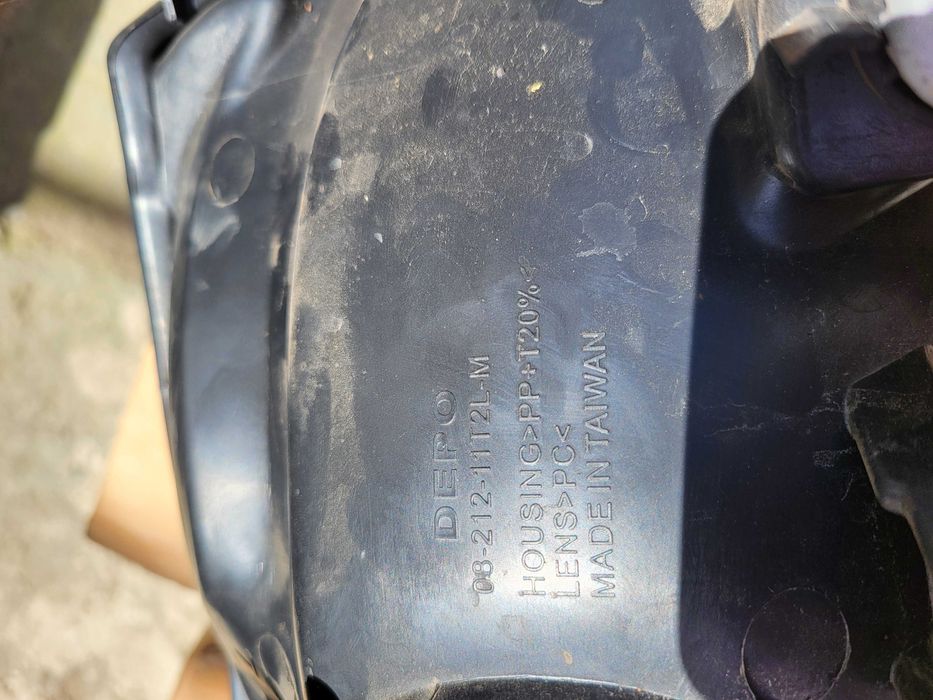 DEPO
08-212-11T2L-M
HOUSING>PP+T20%<
LENS>PC<
MADE IN TAIWAN